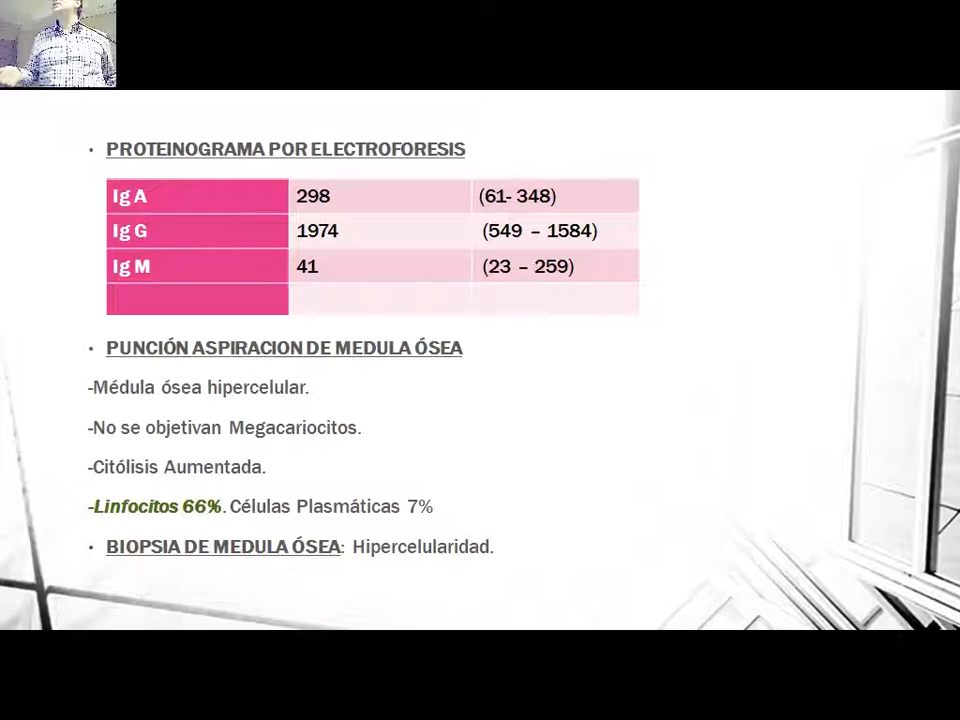 • PROTEINOGRAMA POR ELECTROFORESIS
Ig A 298 (61- 348)
Ig G 1974 (549 – 1584)
Ig M 41 (23 – 259)
• PUNCIÓN ASPIRACION DE MEDULA ÓSEA
-Médula ósea hipercelular.
-No se objetivan Megacariocitos.
-Citólisis Aumentada.
-Linfocitos 66%. Células Plasmáticas 7%
• BIOPSIA DE MEDULA ÓSEA: Hipercelularidad.